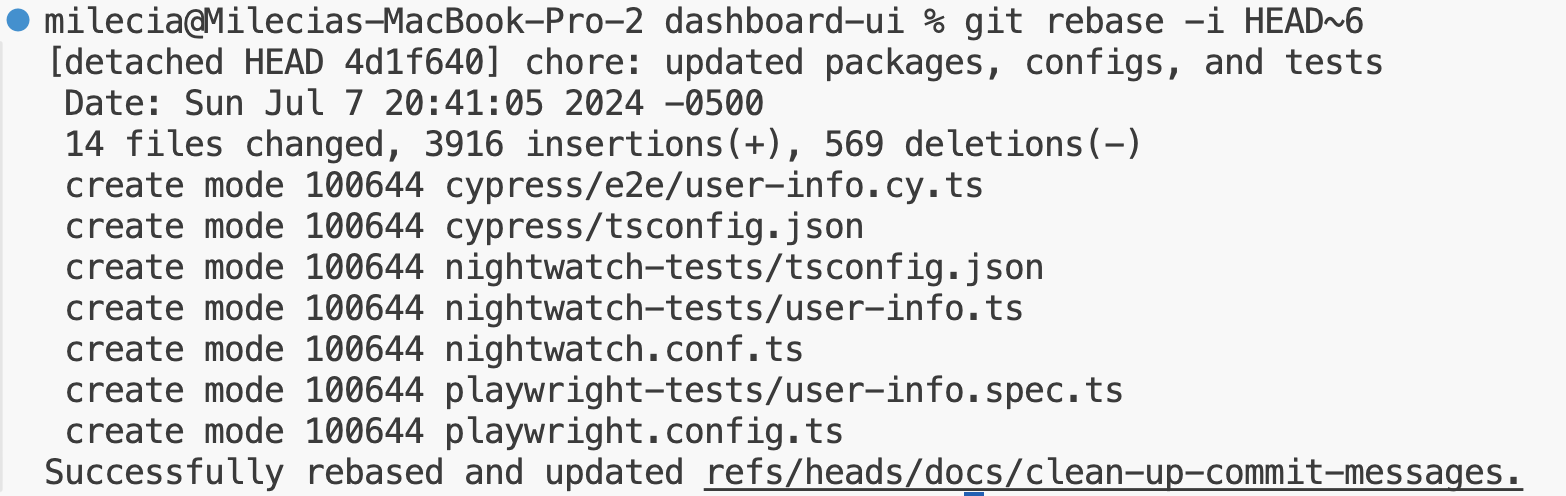 milecia@Milecias-MacBook-Pro-2 dashboard-ui % git rebase -i HEAD~6
[detached HEAD 4d1f640] chore: updated packages, configs, and tests
Date: Sun Jul 7 20:41:05 2024 -0500
14 files changed, 3916 insertions(+), 569 deletions(-)
create mode 100644 cypress/e2e/user-info.cy.ts
create mode 100644 cypress/tsconfig.json
create mode 100644 nightwatch-tests/tsconfig.json
create mode 100644 nightwatch-tests/user-info.ts
create mode 100644 nightwatch.conf.ts
create mode 100644 playwright-tests/user-info.spec.ts
create mode 100644 playwright.config.ts
Successfully rebased and updated refs/heads/docs/clean-up-commit-messages.